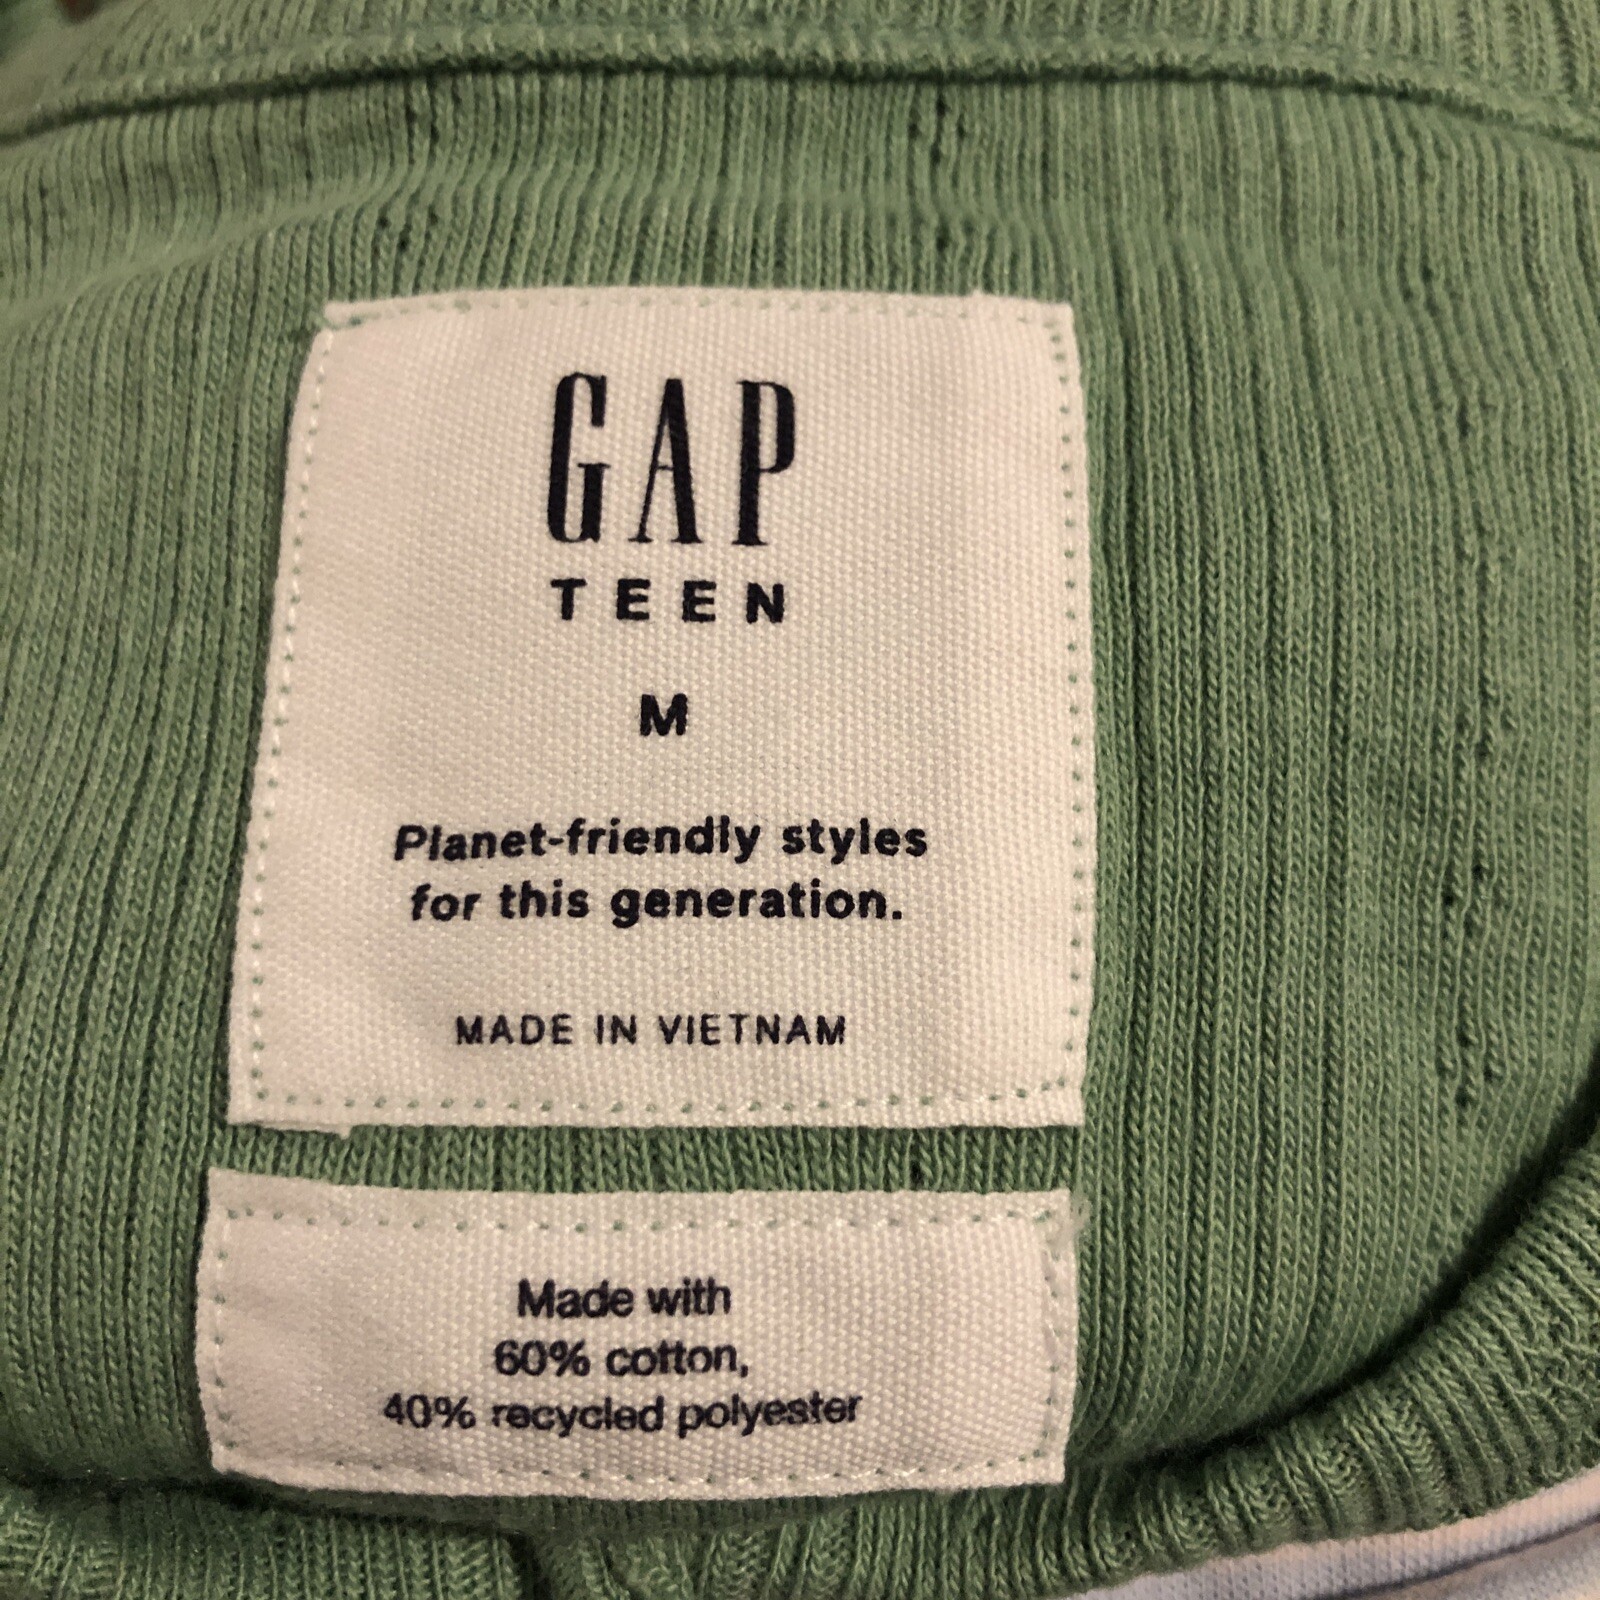 GAP
TEEN
M
Planet-friendly styles
for this generation.
MADE IN VIETNAM
Made with
60% cotton,
40% recycled polyester